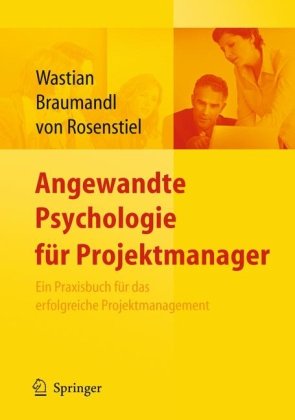 Wastian
Braumandl
von Rosenstiel
Angewandte
Psychologie
für Projektmanager
Ein Praxisbuch für das
erfolgreiche Projektmanagement
Springer